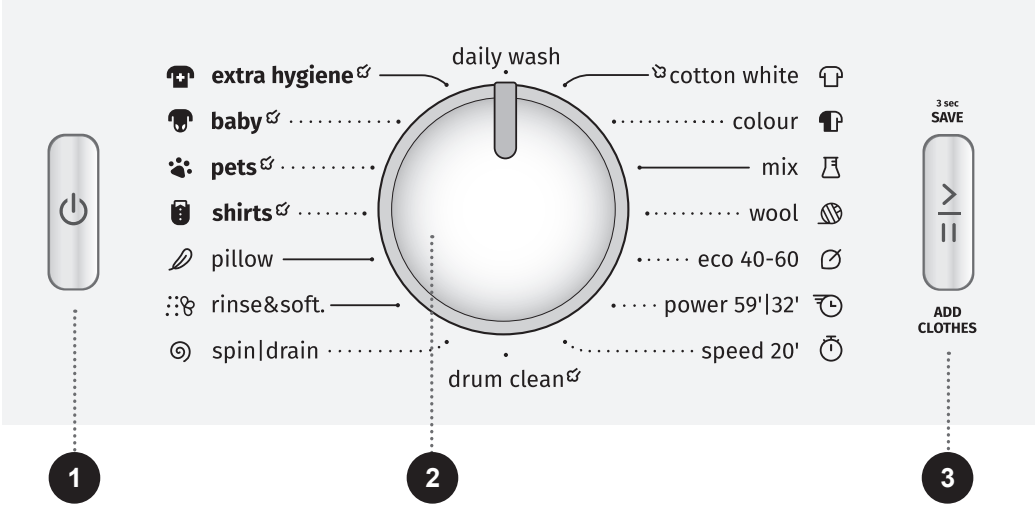 daily wash
extra hygiene
baby
pets
shirts
pillow
rinse&soft.
spin|drain
drum clean
cotton white
colour
mix
wool
eco 40-60
power 59'|32'
speed 20'
3 sec
SAVE
ADD
CLOTHES
1
2
3